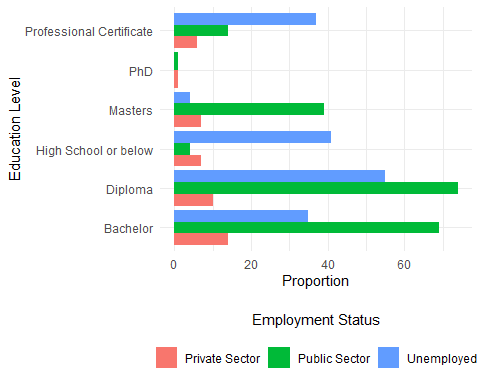 Education Level
Professional Certificate
PhD
Masters
High School or below
Diploma
Bachelor
0 20 40 60
Proportion
Employment Status
Private Sector Public Sector Unemployed